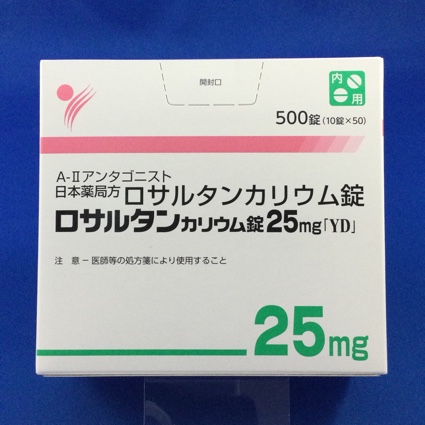 開封口
内用
500錠(10錠×50)
A-Ⅱアンタゴニスト
日本薬局方 ロサルタンカリウム錠
ロサルタンカリウム錠25mg「YD」
注 意 − 医師等の処方箋により使用すること
25mg